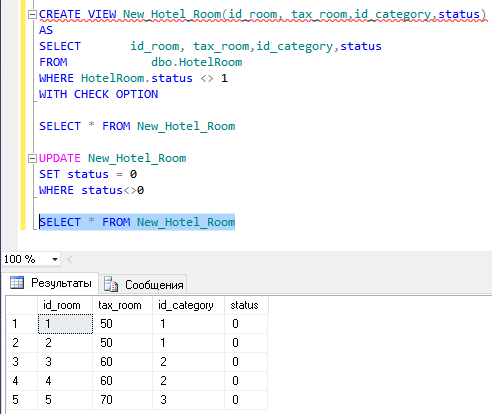 CREATE VIEW New_Hotel_Room(id_room, tax_room,id_category,status)
AS
SELECT id_room, tax_room,id_category,status
FROM dbo.HotelRoom
WHERE HotelRoom.status <> 1
WITH CHECK OPTION
SELECT * FROM New_Hotel_Room
UPDATE New_Hotel_Room
SET status = 0
WHERE status<>0
SELECT * FROM New_Hotel_Room
100 %
Результаты Сообщения
id_room tax_room id_category status
1 1 50 1 0
2 2 50 1 0
3 3 60 2 0
4 4 60 2 0
5 5 70 3 0